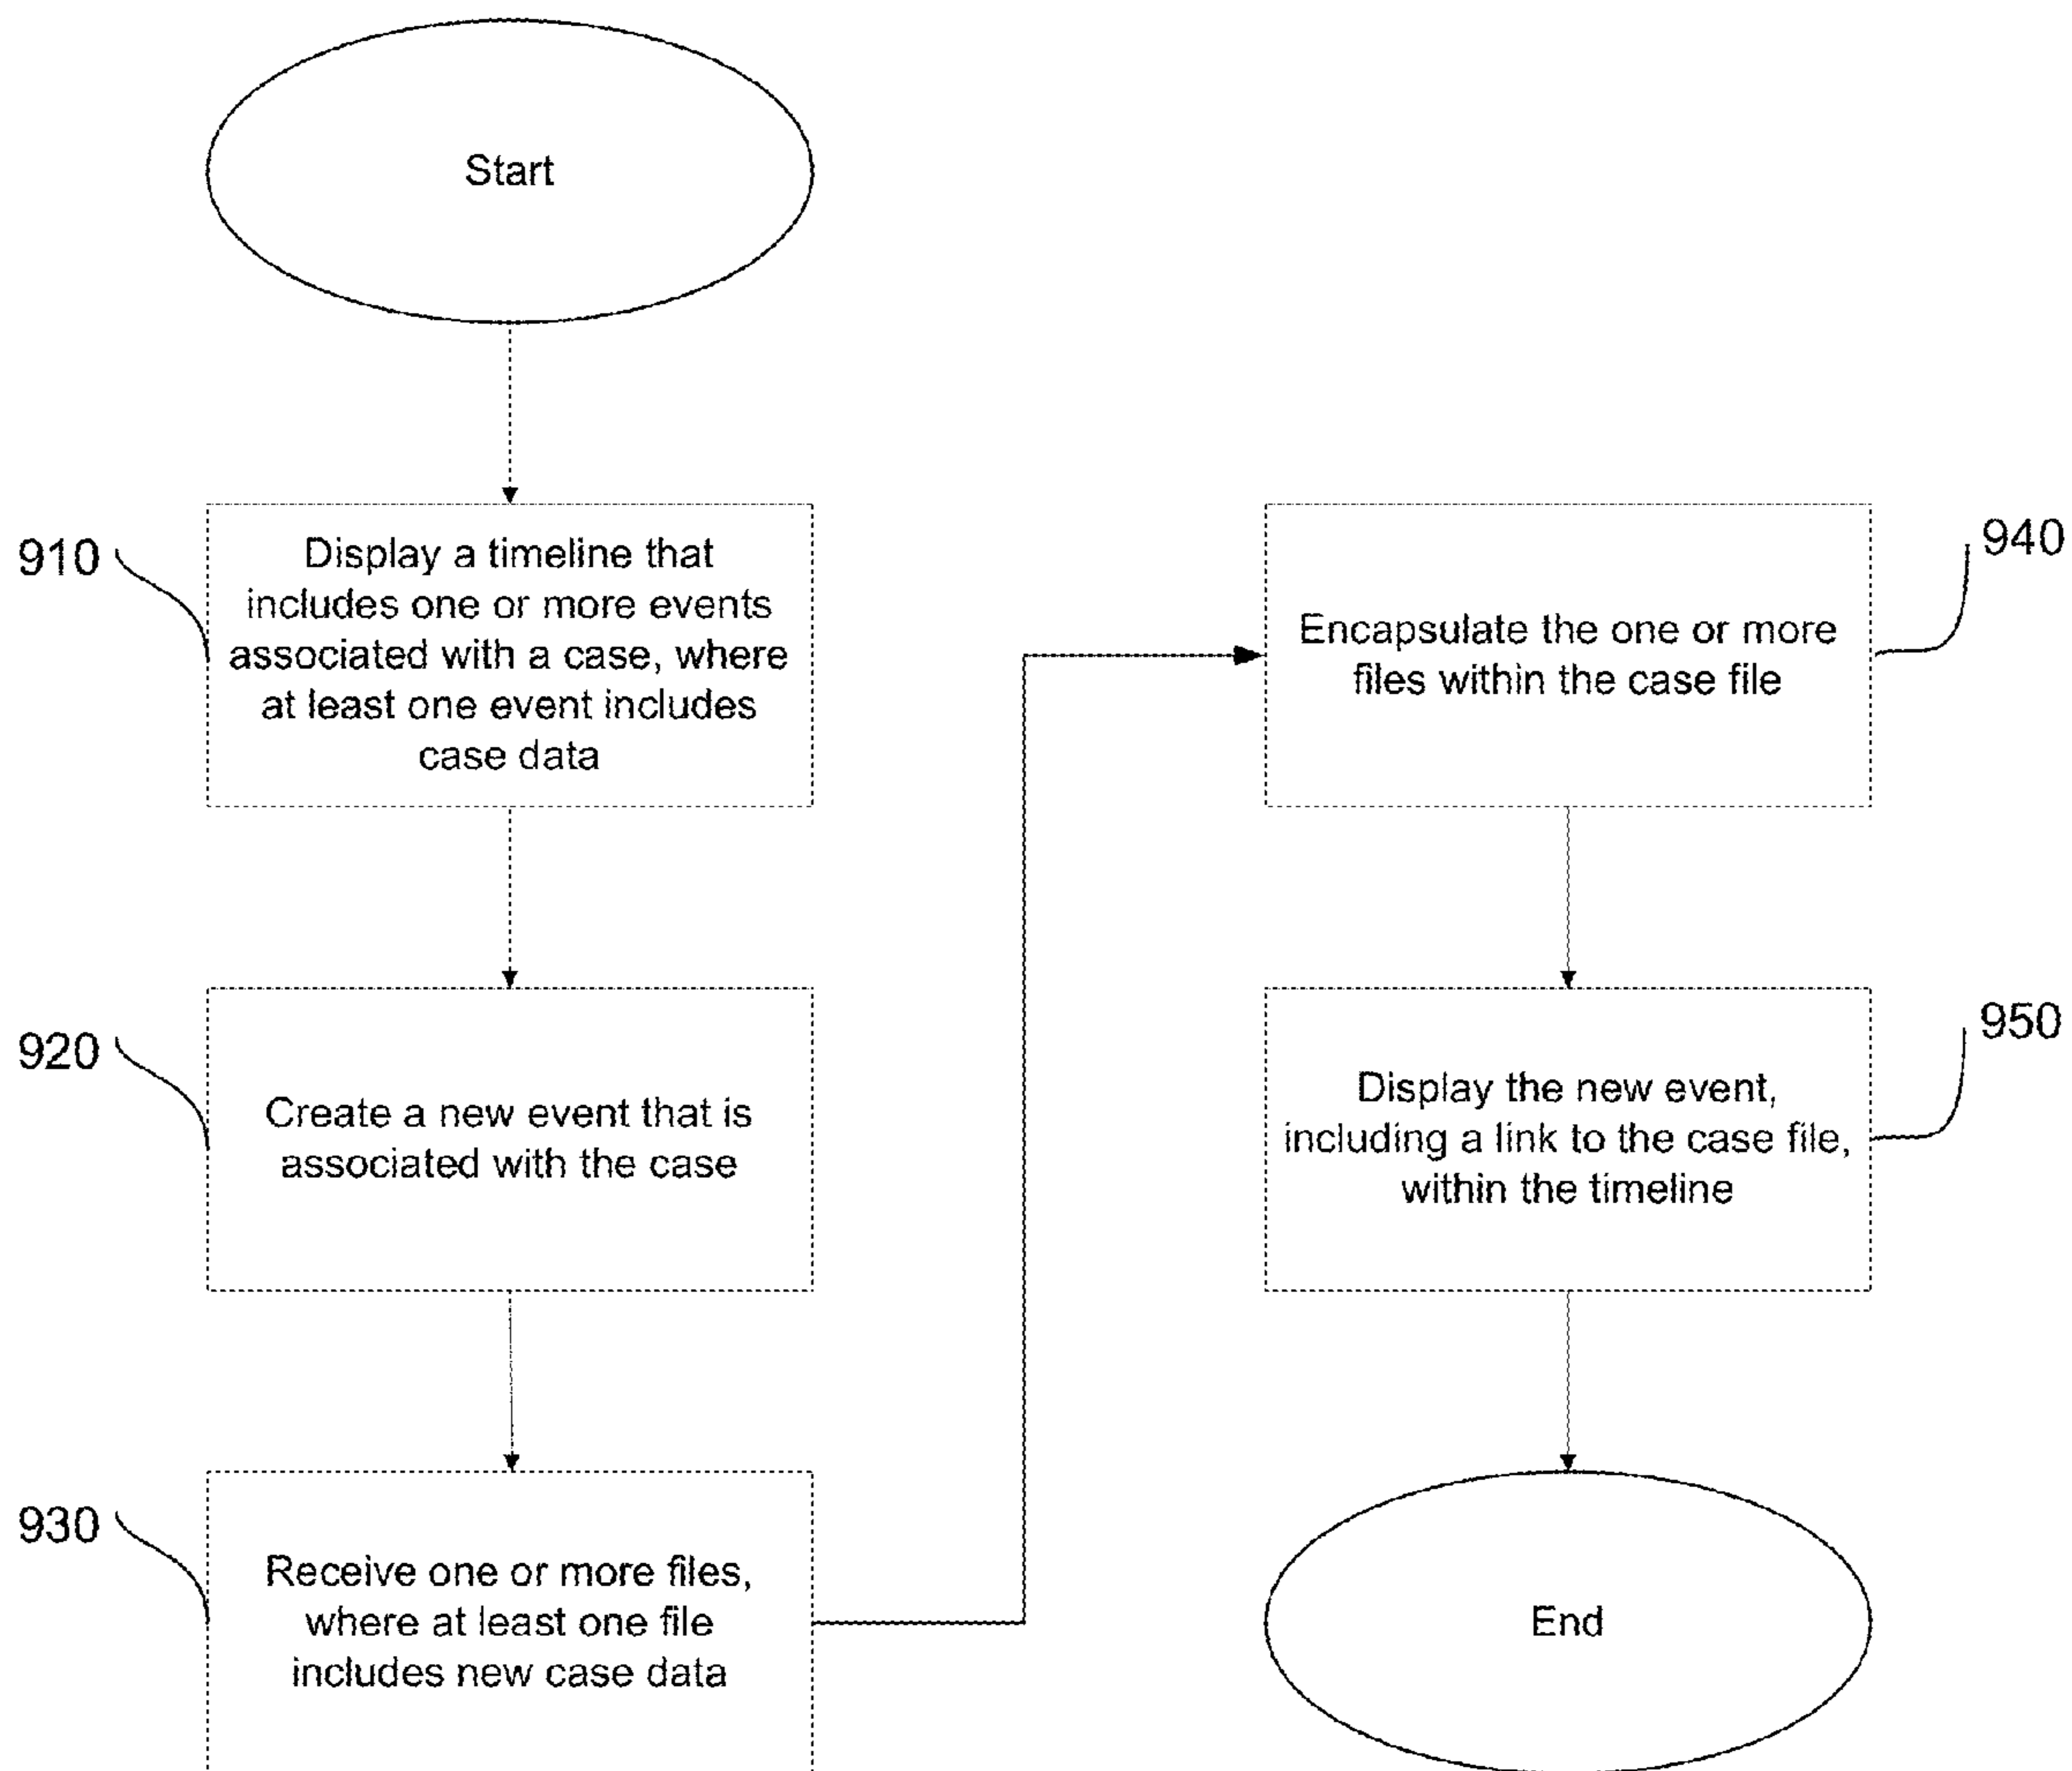 Start
910
Display a timeline that
includes one or more events
associated with a case, where
at least one event includes
case data
920
Create a new event that is
associated with the case
930
Receive one or more files,
where at least one file
includes new case data
940
Encapsulate the one or more
files within the case file
950
Display the new event,
including a link to the case file,
within the timeline
End